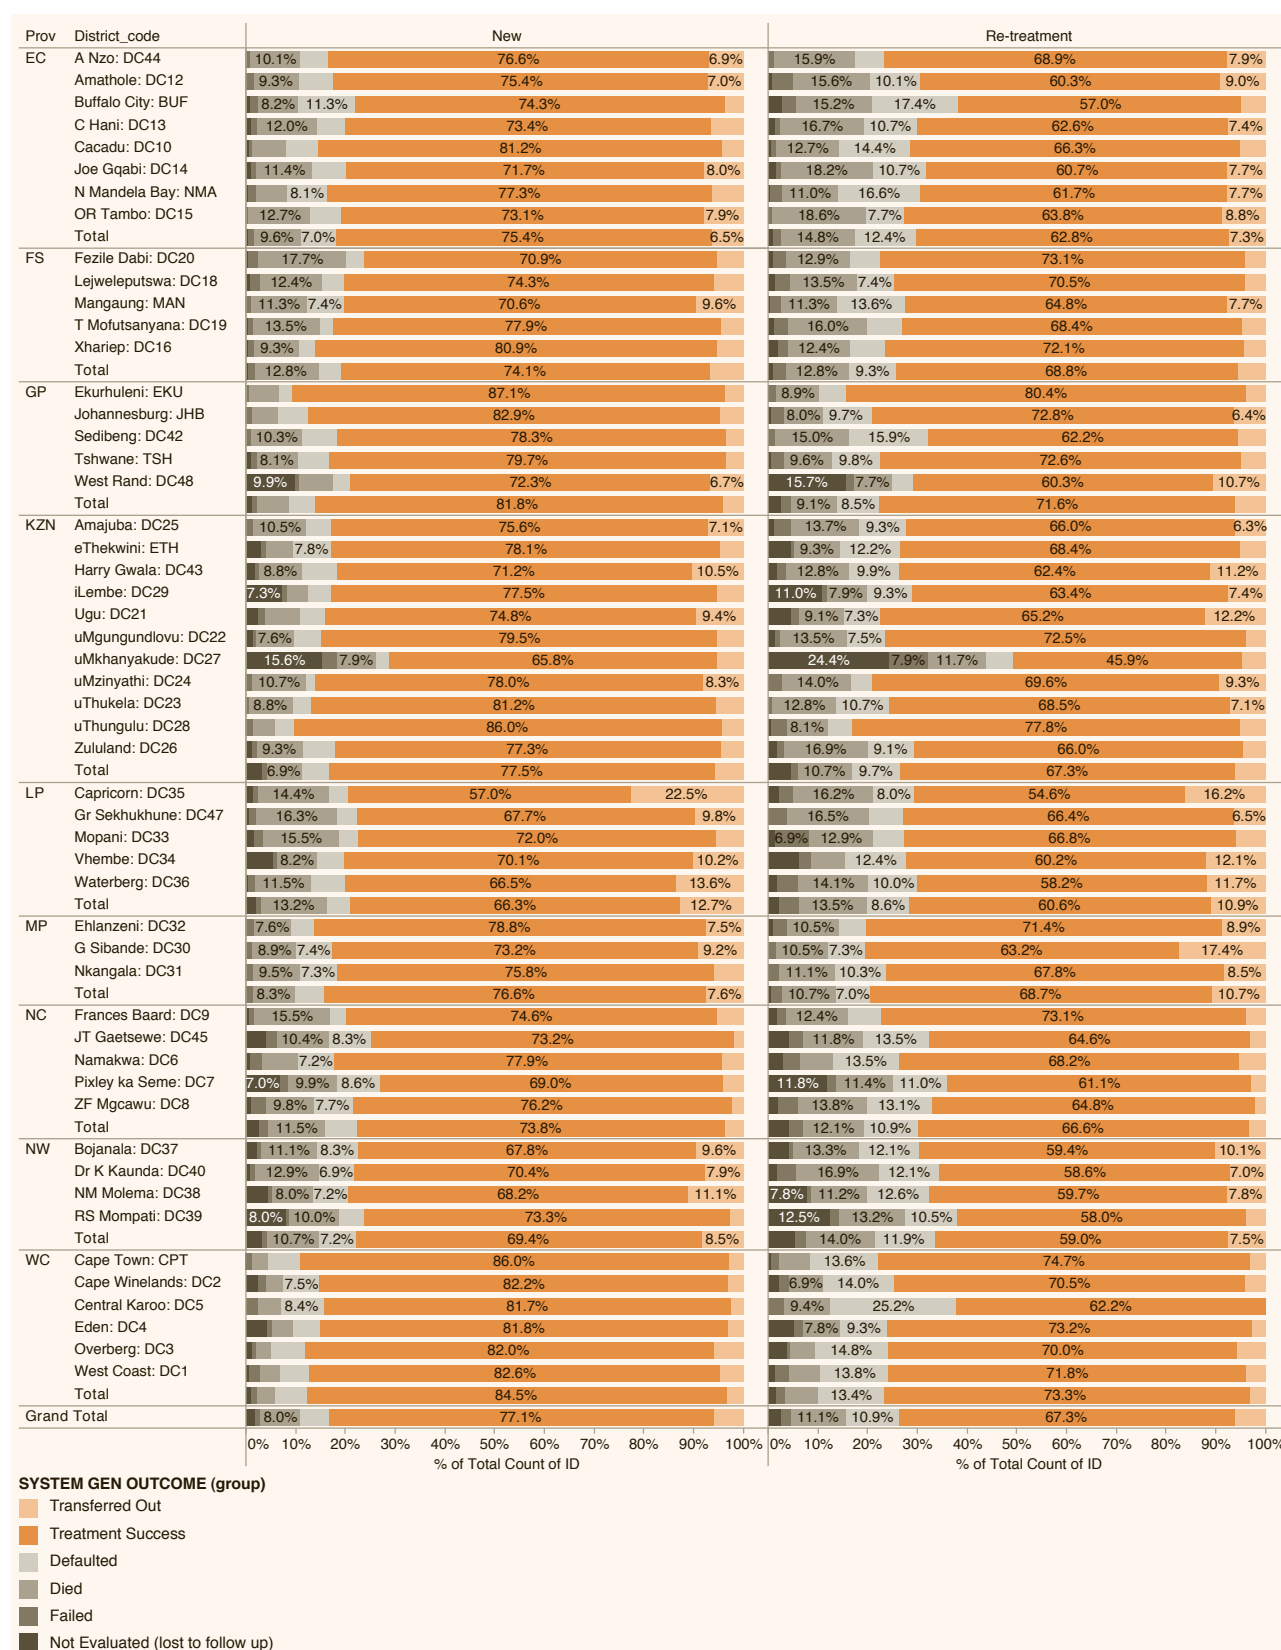 Prov District_code New Re-treatment
EC A Nzo: DC44 10.1% 76.6% 6.9% 15.9% 68.9% 7.9%
Amathole: DC12 9.3% 75.4% 7.0% 15.6% 10.1% 60.3% 9.0%
Buffalo City: BUF 8.2% 11.3% 74.3% 15.2% 17.4% 57.0%
C Hani: DC13 12.0% 73.4% 16.7% 10.7% 62.6% 7.4%
Cacadu: DC10 81.2% 12.7% 14.4% 66.3%
Joe Gqabi: DC14 11.4% 71.7% 8.0% 18.2% 10.7% 60.7% 7.7%
N Mandela Bay: NMA 8.1% 77.3% 11.0% 16.6% 61.7% 7.7%
OR Tambo: DC15 12.7% 73.1% 7.9% 18.6% 7.7% 63.8% 8.8%
Total 9.6% 7.0% 75.4% 6.5% 14.8% 12.4% 62.8% 7.3%
FS Fezile Dabi: DC20 17.7% 70.9% 12.9% 73.1%
Lejweleputswa: DC18 12.4% 74.3% 13.5% 7.4% 70.5%
Mangaung: MAN 11.3% 7.4% 70.6% 9.6% 11.3% 13.6% 64.8% 7.7%
T Mofutsanyana: DC19 13.5% 77.9% 16.0% 68.4%
Xhariep: DC16 9.3% 80.9% 12.4% 72.1%
Total 12.8% 74.1% 12.8% 9.3% 68.8%
GP Ekurhuleni: EKU 87.1% 8.9% 80.4%
Johannesburg: JHB 82.9% 8.0% 9.7% 72.8% 6.4%
Sedibeng: DC42 10.3% 78.3% 15.0% 15.9% 62.2%
Tshwane: TSH 8.1% 79.7% 9.6% 9.8% 72.6%
West Rand: DC48 9.9% 72.3% 6.7% 15.7% 7.7% 60.3% 10.7%
Total 81.8% 9.1% 8.5% 71.6%
KZN Amajuba: DC25 10.5% 75.6% 7.1% 13.7% 9.3% 66.0% 6.3%
eThekwini: ETH 7.8% 78.1% 9.3% 12.2% 68.4%
Harry Gwala: DC43 8.8% 71.2% 10.5% 12.8% 9.9% 62.4% 11.2%
iLembe: DC29 7.3% 77.5% 11.0% 7.9% 9.3% 63.4% 7.4%
Ugu: DC21 74.8% 9.4% 9.1% 7.3% 65.2% 12.2%
uMgungundlovu: DC22 7.6% 79.5% 13.5% 7.5% 72.5%
uMkhanyakude: DC27 15.6% 7.9% 65.8% 24.4% 7.9% 11.7% 45.9%
uMzinyathi: DC24 10.7% 78.0% 8.3% 14.0% 69.6% 9.3%
uThukela: DC23 8.8% 81.2% 12.8% 10.7% 68.5% 7.1%
uThungulu: DC28 86.0% 8.1% 77.8%
Zululand: DC26 9.3% 77.3% 16.9% 9.1% 66.0%
Total 6.9% 77.5% 10.7% 9.7% 67.3%
LP Capricorn: DC35 14.4% 57.0% 22.5% 16.2% 8.0% 54.6% 16.2%
Gr Sekhukhune: DC47 16.3% 67.7% 9.8% 16.5% 66.4% 6.5%
Mopani: DC33 15.5% 72.0% 6.9% 12.9% 66.8%
Vhembe: DC34 8.2% 70.1% 10.2% 12.4% 60.2% 12.1%
Waterberg: DC36 11.5% 66.5% 13.6% 14.1% 10.0% 58.2% 11.7%
Total 13.2% 66.3% 12.7% 13.5% 8.6% 60.6% 10.9%
MP Ehlanzeni: DC32 7.6% 78.8% 7.5% 10.5% 71.4% 8.9%
G Sibande: DC30 8.9% 7.4% 73.2% 9.2% 10.5% 7.3% 63.2% 17.4%
Nkangala: DC31 9.5% 7.3% 75.8% 11.1% 10.3% 67.8% 8.5%
Total 8.3% 76.6% 7.6% 10.7% 7.0% 68.7% 10.7%
NC Frances Baard: DC9 15.5% 74.6% 12.4% 73.1%
JT Gaetsewe: DC45 10.4% 8.3% 73.2% 11.8% 13.5% 64.6%
Namakwa: DC6 7.2% 77.9% 13.5% 68.2%
Pixley ka Seme: DC7 7.0% 9.9% 8.6% 69.0% 11.8% 11.4% 11.0% 61.1%
ZF Mgcawu: DC8 9.8% 7.7% 76.2% 13.8% 13.1% 64.8%
Total 11.5% 73.8% 12.1% 10.9% 66.6%
NW Bojanala: DC37 11.1% 8.3% 67.8% 9.6% 13.3% 12.1% 59.4% 10.1%
Dr K Kaunda: DC40 12.9% 6.9% 70.4% 7.9% 16.9% 12.1% 58.6% 7.0%
NM Molema: DC38 8.0% 7.2% 68.2% 11.1% 7.8% 11.2% 12.6% 59.7% 7.8%
RS Mompati: DC39 8.0% 10.0% 73.3% 12.5% 13.2% 10.5% 58.0%
Total 10.7% 7.2% 69.4% 8.5% 14.0% 11.9% 59.0% 7.5%
WC Cape Town: CPT 86.0% 13.6% 74.7%
Cape Winelands: DC2 7.5% 82.2% 6.9% 14.0% 70.5%
Central Karoo: DC5 8.4% 81.7% 9.4% 25.2% 62.2%
Eden: DC4 81.8% 7.8% 9.3% 73.2%
Overberg: DC3 82.0% 14.8% 70.0%
West Coast: DC1 82.6% 13.8% 71.8%
Total 84.5% 13.4% 73.3%
Grand Total 8.0% 77.1% 11.1% 10.9% 67.3%
0% 10% 20% 30% 40% 50% 60% 70% 80% 90% 100% 0% 10% 20% 30% 40% 50% 60% 70% 80% 90% 100%
% of Total Count of ID % of Total Count of ID
SYSTEM GEN OUTCOME (group)
Transferred Out
Treatment Success
Defaulted
Died
Failed
Not Evaluated (lost to follow up)